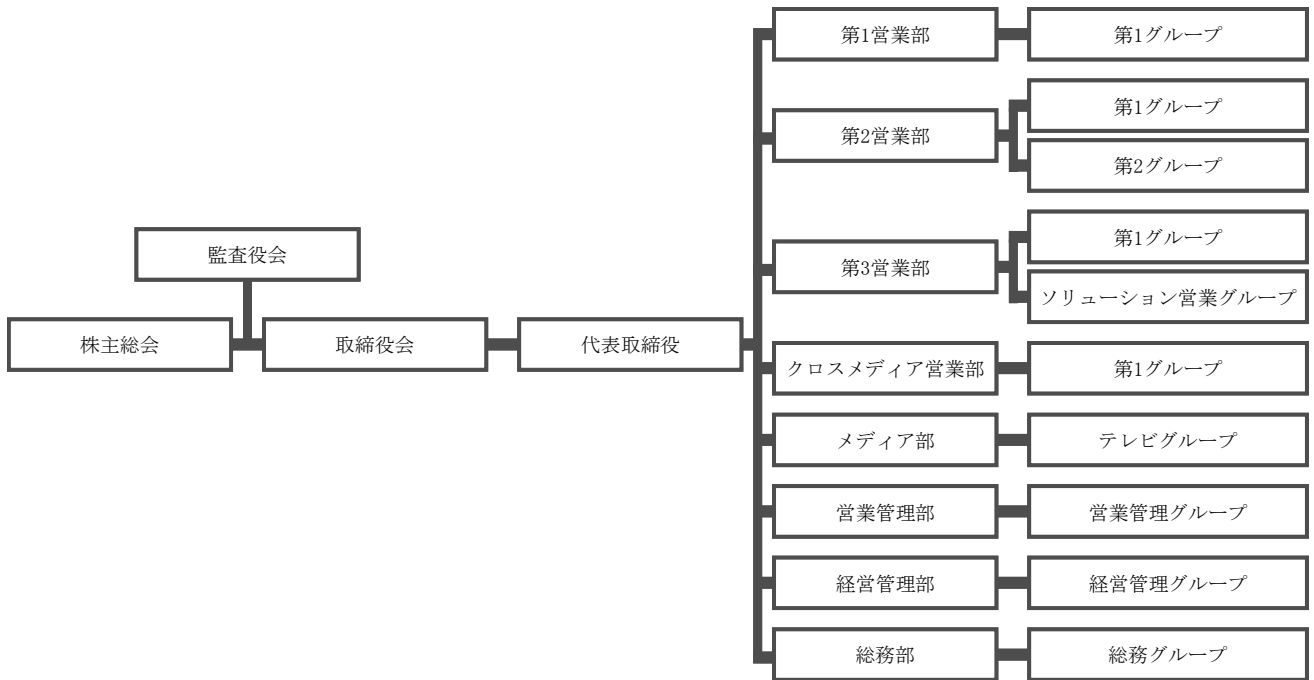 第1営業部
第1グループ
第2営業部
第1グループ
第2グループ
第3営業部
第1グループ
ソリューション営業グループ
監査役会
株主総会
取締役会
代表取締役
クロスメディア営業部
第1グループ
メディア部
テレビグループ
営業管理部
営業管理グループ
経営管理部
経営管理グループ
総務部
総務グループ